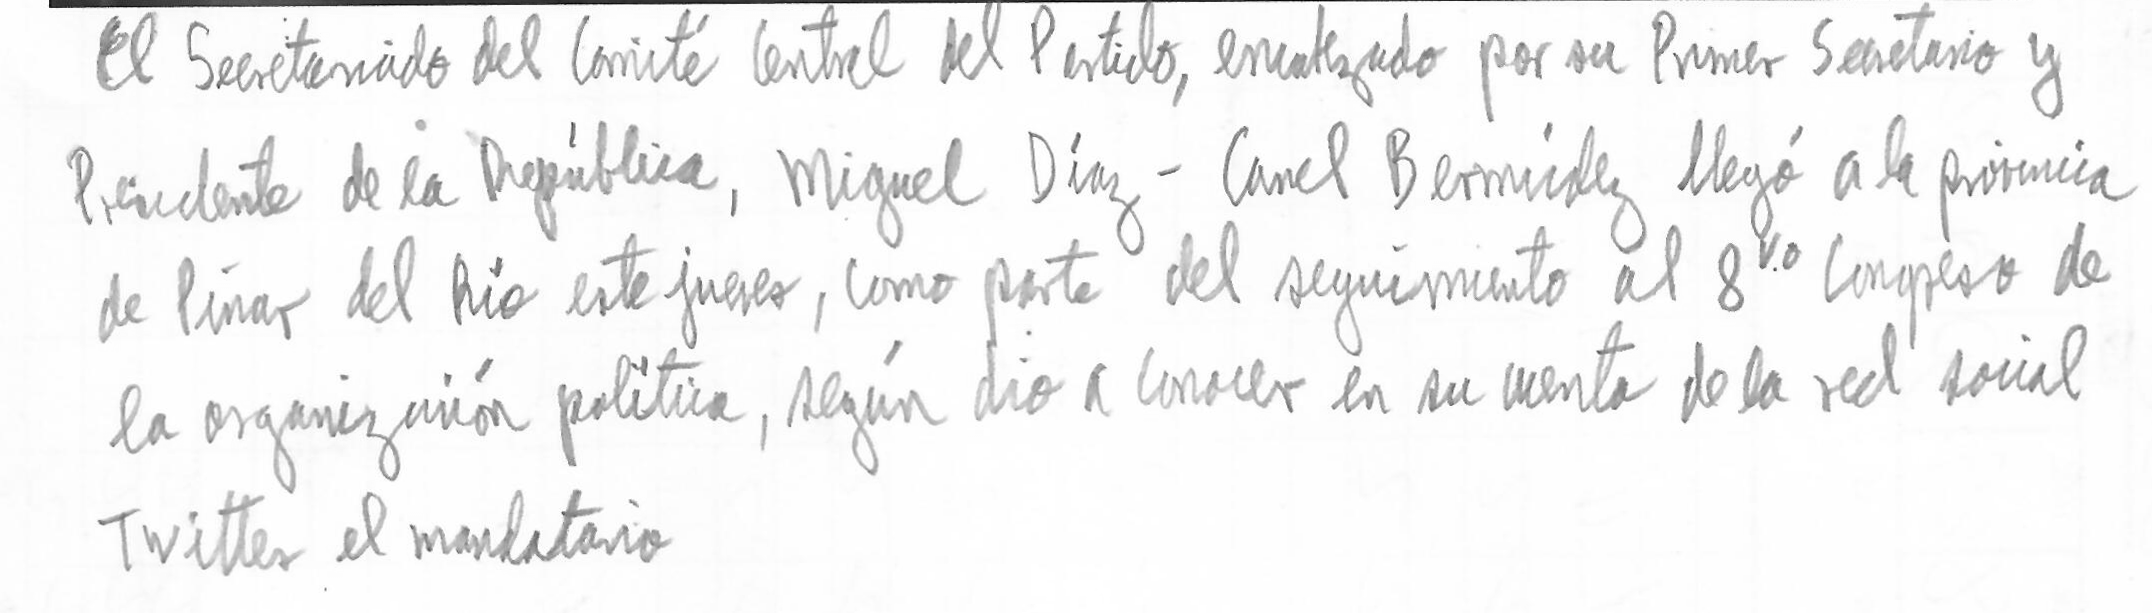 El Secretariado del Comité Central del Partido, encabezado por su Primer Secretario y
Presidente de la República, Miguel Díaz - Canel Bermúdez llegó a la provincia
de Pinar del Río este jueves, como parte del seguimiento al 8v.o Congreso de
la organización política, según dio a conocer en su cuenta de la red social
Twitter el mandatario